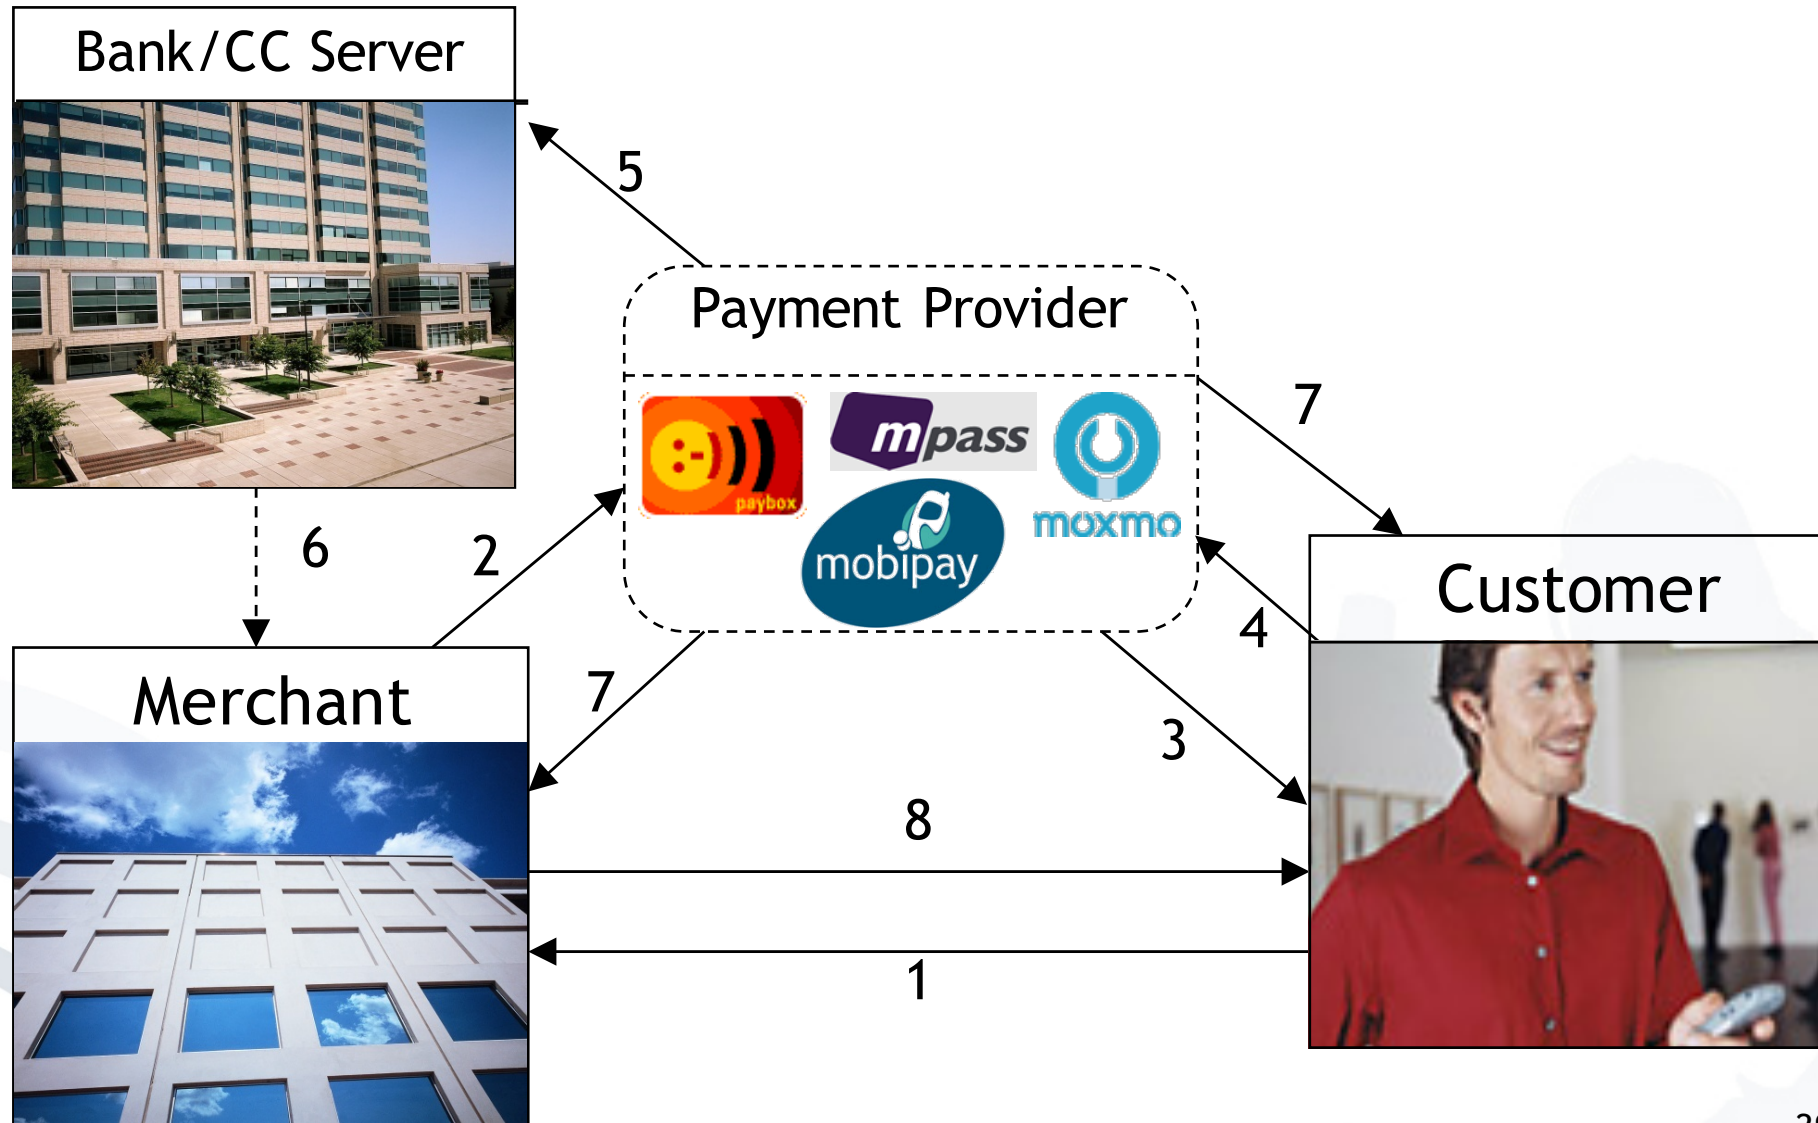 Bank/CC Server
5
Payment Provider
7
paybox
mpass
moxmo
mobipay
6
2
4
Customer
Merchant
7
3
8
1